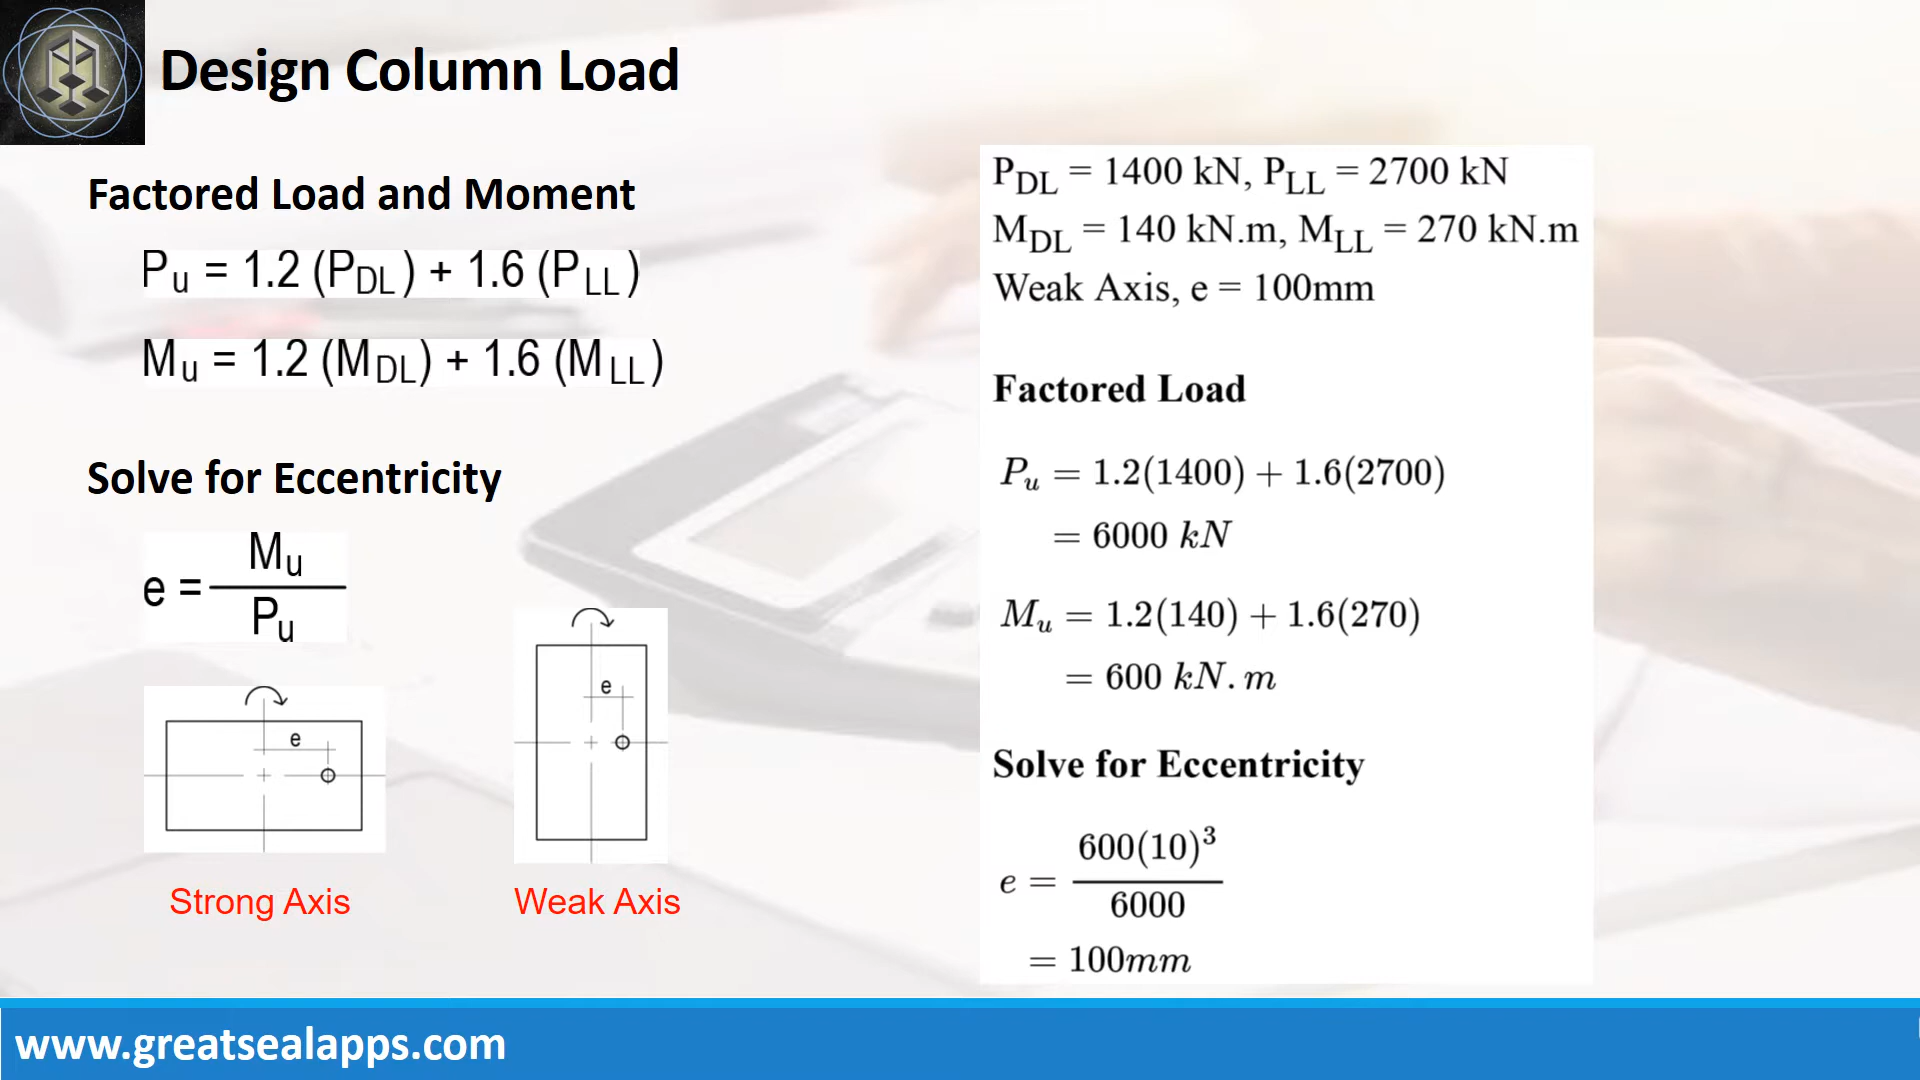 Design Column Load
Factored Load and Moment
Pu = 1.2 (PDL) + 1.6 (PLL)
Mu = 1.2 (MDL) + 1.6 (MLL)
Solve for Eccentricity
e = Mu / Pu
e
Strong Axis
e
Weak Axis
PDL = 1400 kN, PLL = 2700 kN
MDL = 140 kN.m, MLL = 270 kN.m
Weak Axis, e = 100mm
Factored Load
Pu = 1.2(1400) + 1.6(2700)
= 6000 kN
Mu = 1.2(140) + 1.6(270)
= 600 kN.m
Solve for Eccentricity
e = 600(10)³ / 6000
= 100mm
www.greatsealapps.com